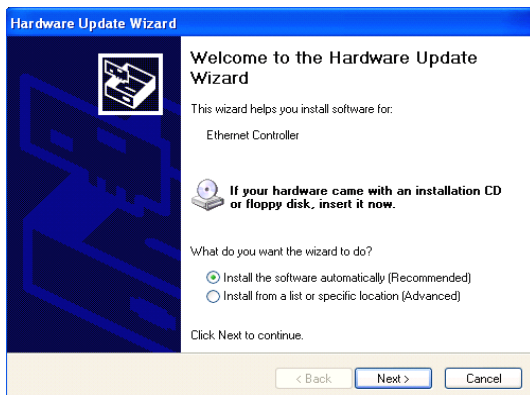 Hardware Update Wizard
Welcome to the Hardware Update
Wizard
This wizard helps you install software for:
Ethernet Controller
If your hardware came with an installation CD
or floppy disk, insert it now.
What do you want the wizard to do?
Install the software automatically (Recommended)
Install from a list or specific location (Advanced)
Click Next to continue.
< Back
Next >
Cancel